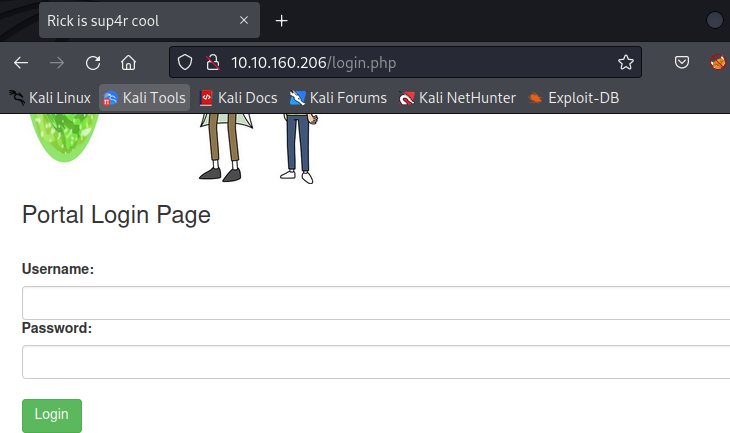 Rick is sup4r cool
10.10.160.206/login.php
Kali Linux Kali Tools Kali Docs Kali Forums Kali NetHunter Exploit-DB
Portal Login Page
Username:
Password:
Login